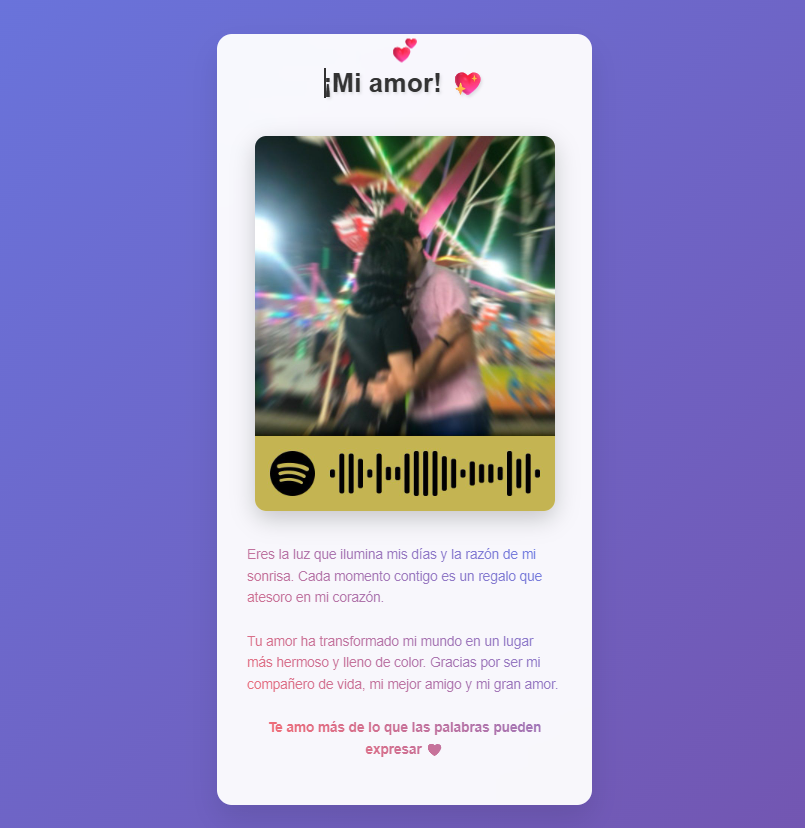 ¡Mi amor! 💖
Eres la luz que ilumina mis días y la razón de mi
sonrisa. Cada momento contigo es un regalo que
atesoro en mi corazón.
Tu amor ha transformado mi mundo en un lugar
más hermoso y lleno de color. Gracias por ser mi
compañero de vida, mi mejor amigo y mi gran amor.
Te amo más de lo que las palabras pueden
expresar ♥